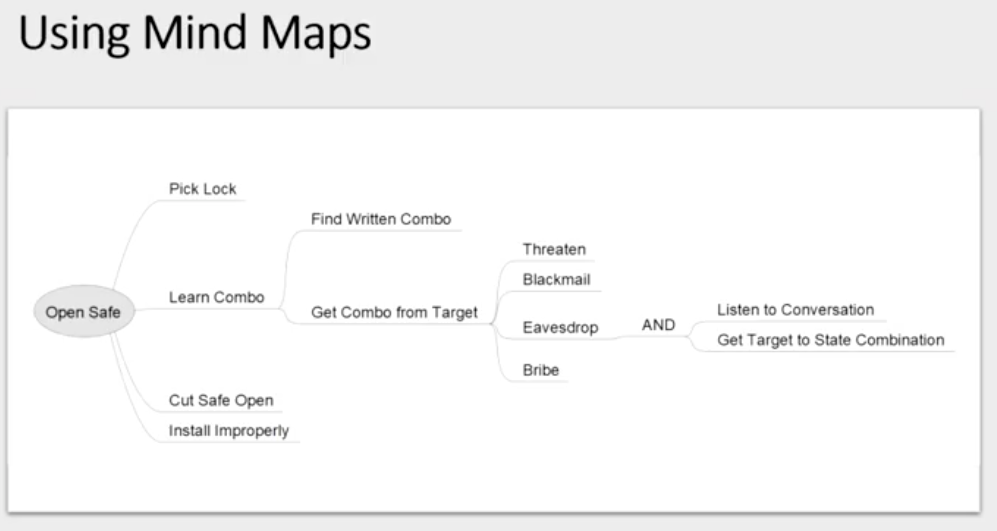 Using Mind Maps
Pick Lock
Find Written Combo
Threaten
Blackmail
Learn Combo
Open Safe
Get Combo from Target
Eavesdrop
AND
Listen to Conversation
Get Target to State Combination
Bribe
Cut Safe Open
Install Improperly